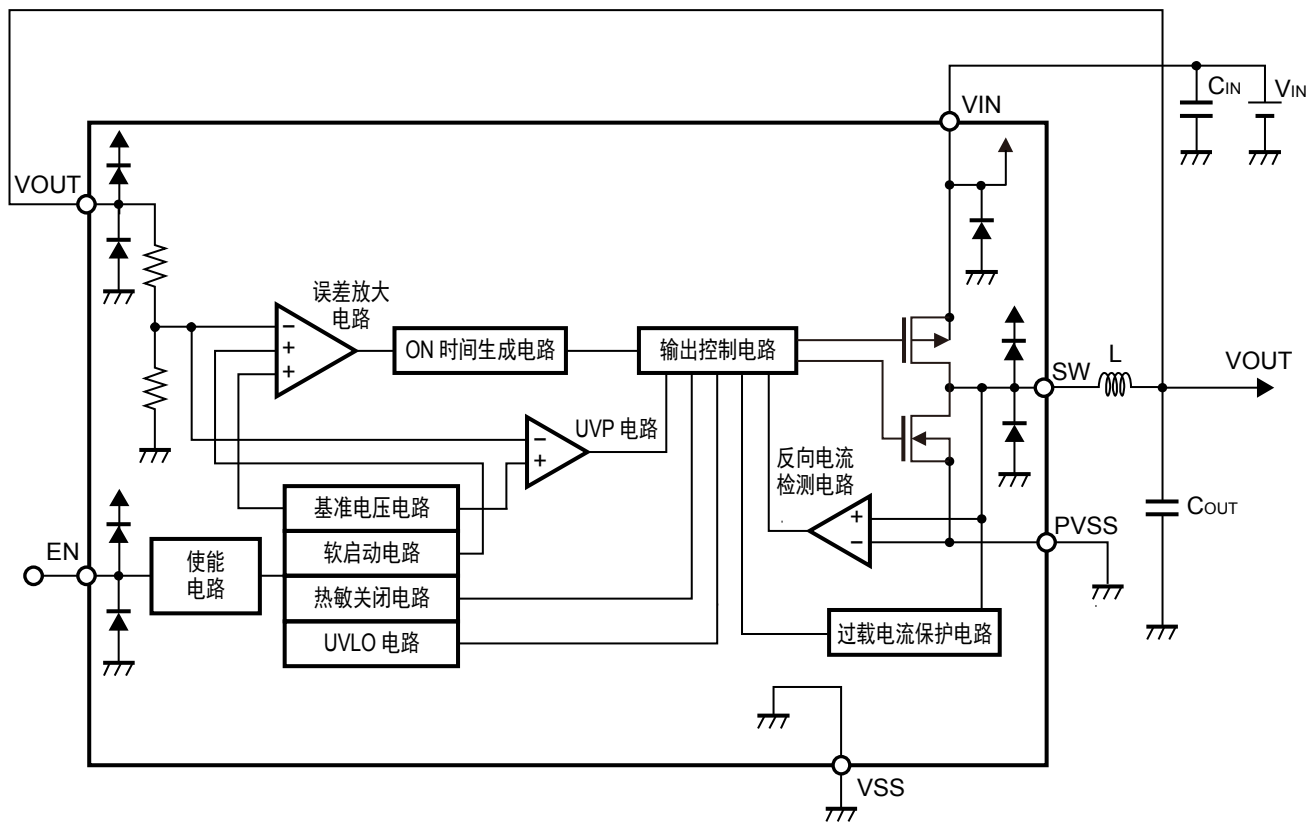 CIN
VIN
VIN
VOUT
误差放大
电路
ON 时间生成电路
输出控制电路
−
+
+
SW
L
VOUT
UVP 电路
−
+
反向电流
检测电路
基准电压电路
+
−
COUT
PVSS
EN
使能
电路
软启动电路
热敏关闭电路
UVLO 电路
过载电流保护电路
VSS